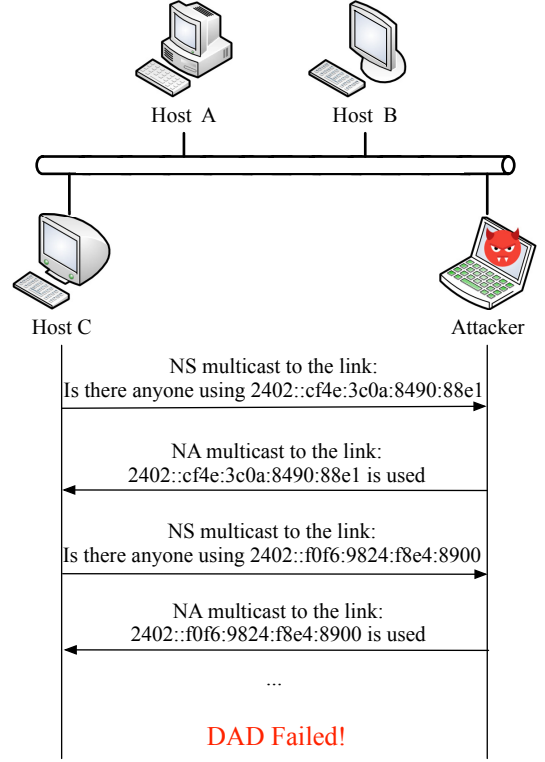 Host A
Host B
Host C
Attacker
NS multicast to the link:
Is there anyone using 2402::cf4e:3c0a:8490:88e1
NA multicast to the link:
2402::cf4e:3c0a:8490:88e1 is used
NS multicast to the link:
Is there anyone using 2402::f0f6:9824:f8e4:8900
NA multicast to the link:
2402::f0f6:9824:f8e4:8900 is used
...
DAD Failed!